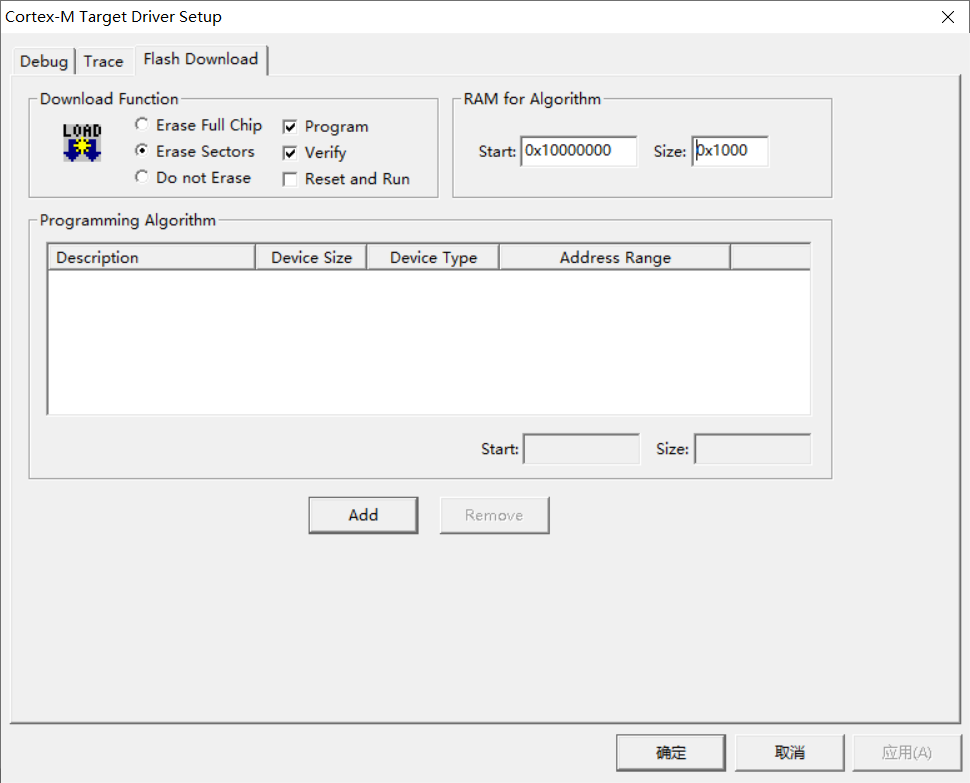 Cortex-M Target Driver Setup
Debug Trace Flash Download
Download Function
LOAD
Erase Full Chip
Erase Sectors
Do not Erase
Program
Verify
Reset and Run
RAM for Algorithm
Start: 0x10000000 Size: 0x1000
Programming Algorithm
Description Device Size Device Type Address Range
Start: Size:
Add Remove
确定 取消 应用(A)